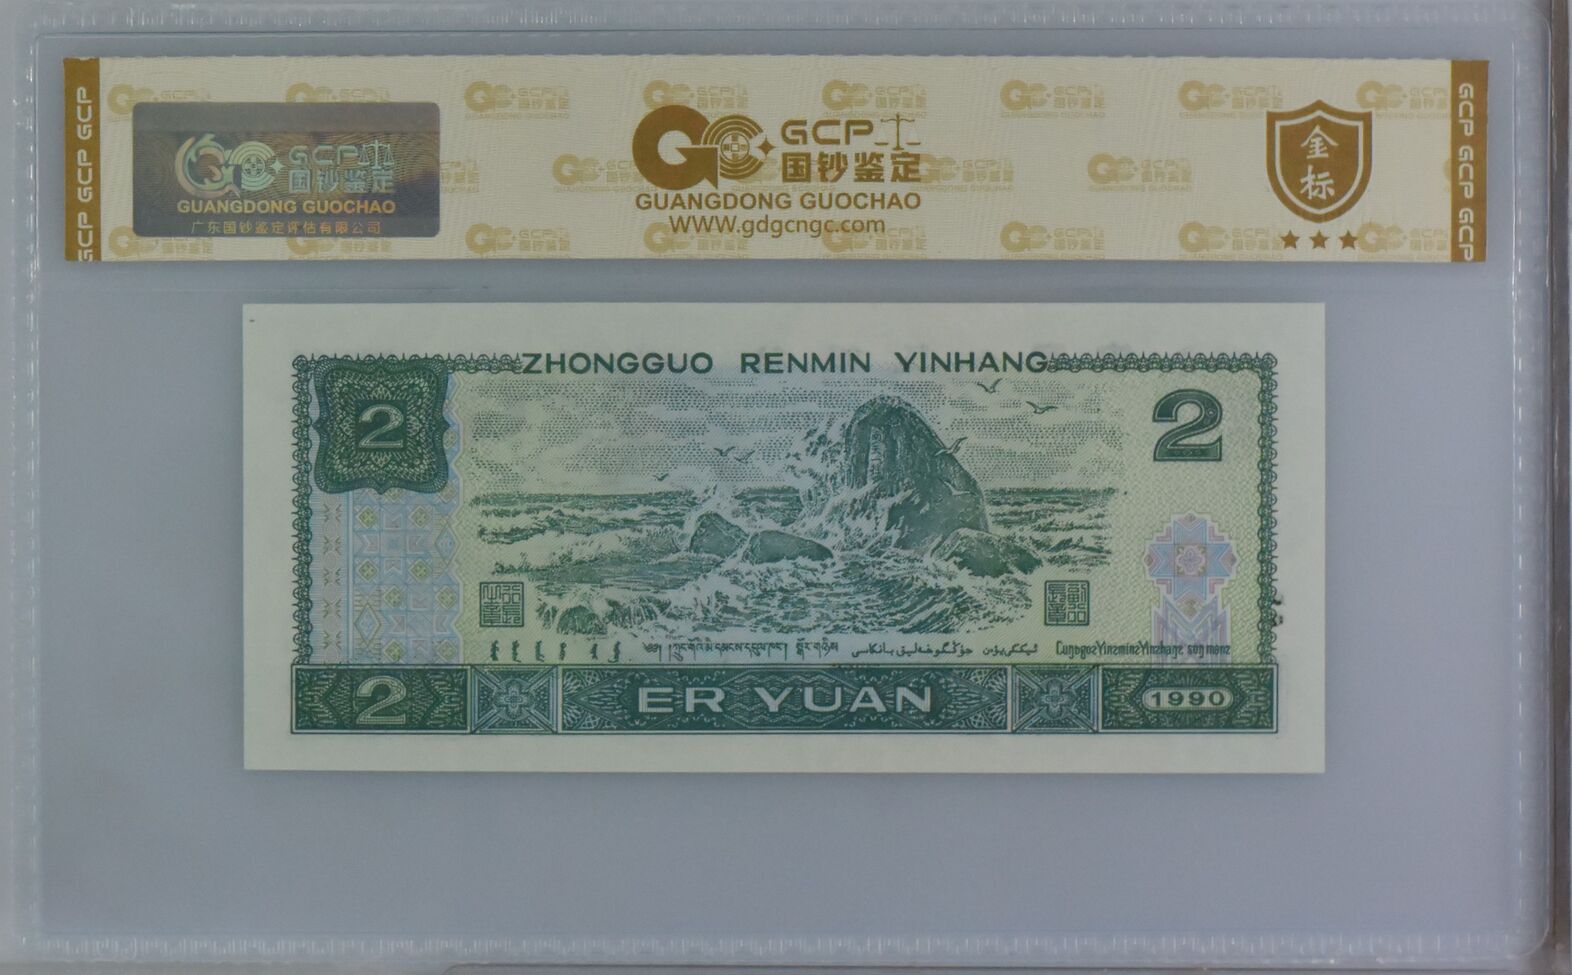 GCP GCP GCP
GCP 国钞鉴定
GUANGDONG GUOCHAO
广东国钞鉴定评估有限公司
GCP
国钞鉴定
GUANGDONG GUOCHAO
WWW.gdgcngc.com
金标
GCP GCP GCP
ZHONGGUO RENMIN YINHANG
2
2
2
ER YUAN
1990